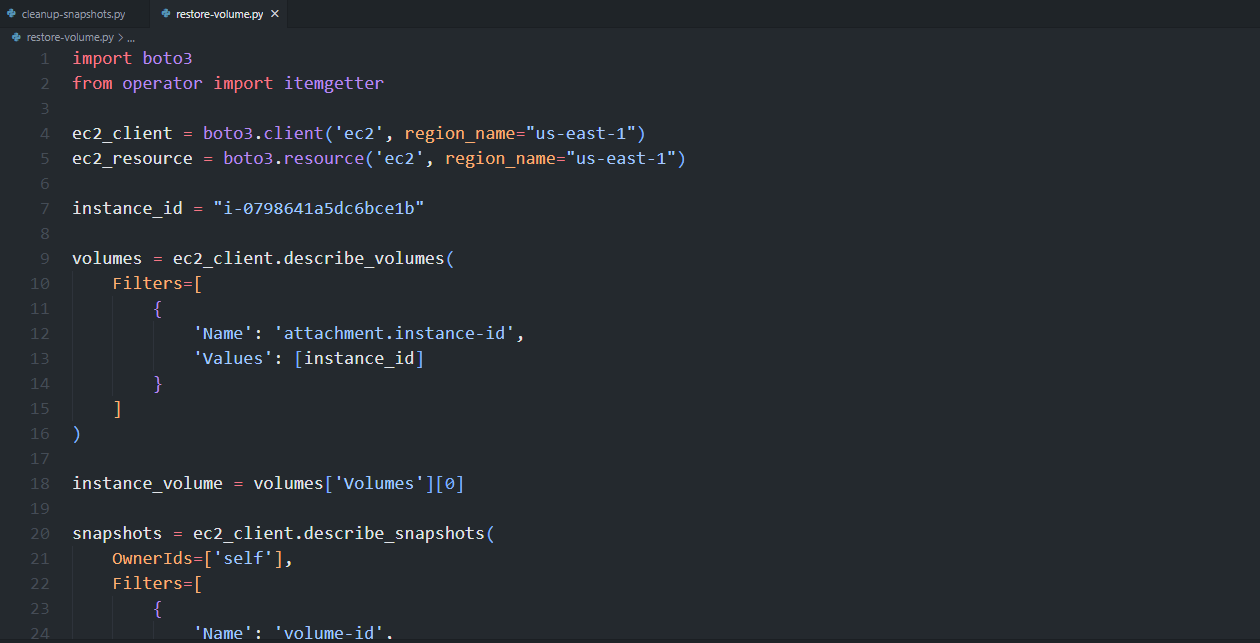 cleanup-snapshots.py
restore-volume.py ×
restore-volume.py > ...
1 import boto3
2 from operator import itemgetter
3
4 ec2_client = boto3.client('ec2', region_name="us-east-1")
5 ec2_resource = boto3.resource('ec2', region_name="us-east-1")
6
7 instance_id = "i-0798641a5dc6bce1b"
8
9 volumes = ec2_client.describe_volumes(
10     Filters=[
11         {
12             'Name': 'attachment.instance-id',
13             'Values': [instance_id]
14         }
15     ]
16 )
17
18 instance_volume = volumes['Volumes'][0]
19
20 snapshots = ec2_client.describe_snapshots(
21     OwnerIds=['self'],
22     Filters=[
23         {
24             'Name': 'volume-id',